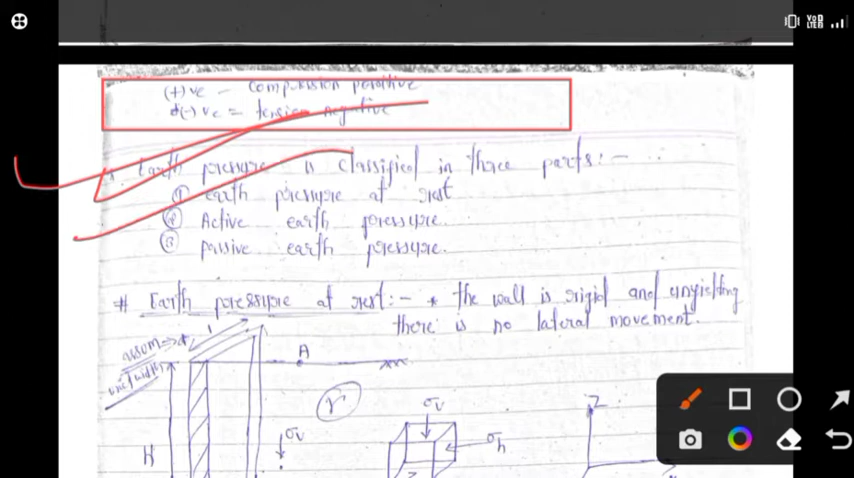 Vo)) LTE
(+)ve - compression positive
&(-)ve = tension negative
* Earth pressure is classified in three parts:-
① earth pressure at rest
② Active earth pressure.
③ passive earth pressure.
# Earth pressure at rest:- * the wall is rigid and unyielding
there is no lateral movement.
assume
unit width
1
A
r
H
σv
σv
σh
Z